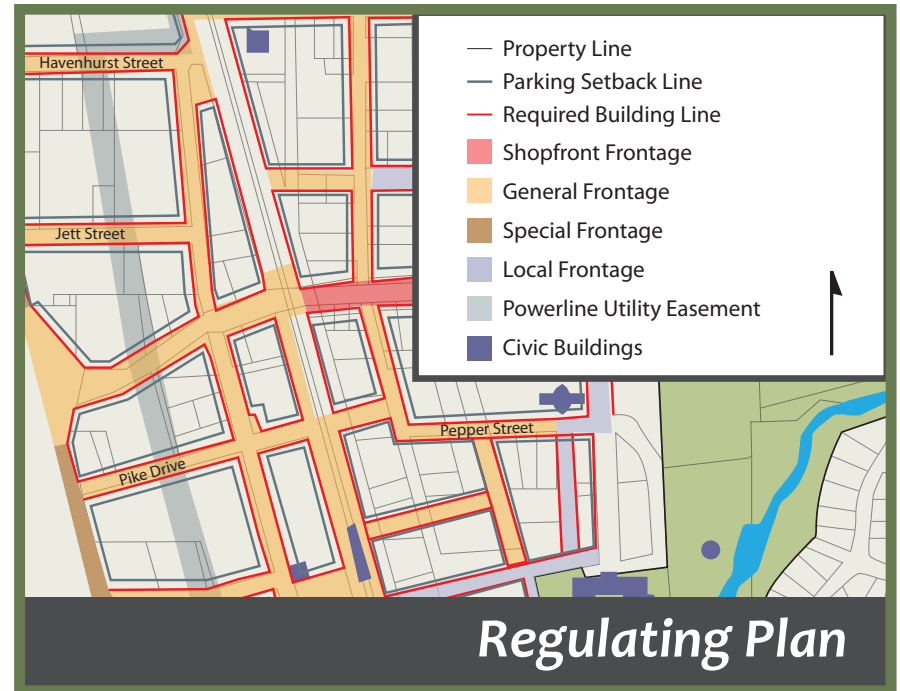 Havenhurst Street
Jett Street
Pike Drive
Pepper Street
Property Line
Parking Setback Line
Required Building Line
Shopfront Frontage
General Frontage
Special Frontage
Local Frontage
Powerline Utility Easement
Civic Buildings
Regulating Plan